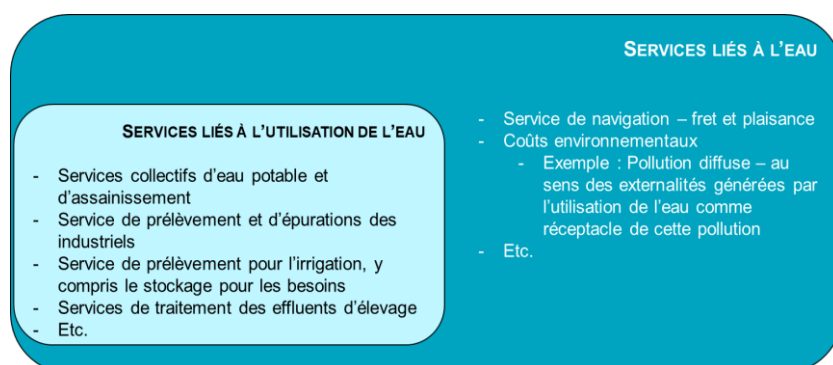 SERVICES LIÉS À L'EAU
SERVICES LIÉS À L'UTILISATION DE L'EAU
- Services collectifs d'eau potable et
d'assainissement
- Service de prélèvement et d'épurations des
industriels
- Service de prélèvement pour l'irrigation, y
compris le stockage pour les besoins
- Services de traitement des effluents d'élevage
- Etc.
- Service de navigation – fret et plaisance
- Coûts environnementaux
- Exemple : Pollution diffuse – au
sens des externalités générées par
l'utilisation de l'eau comme
réceptacle de cette pollution
- Etc.